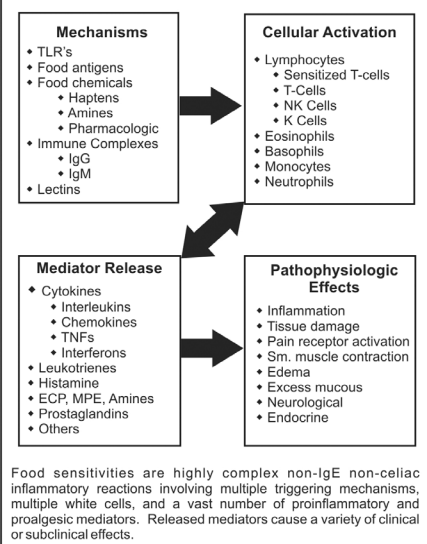 Mechanisms
◆ TLR's
◆ Food antigens
◆ Food chemicals
◆ Haptens
◆ Amines
◆ Pharmacologic
◆ Immune Complexes
◆ IgG
◆ IgM
◆ Lectins
Cellular Activation
◆ Lymphocytes
◆ Sensitized T-cells
◆ T-Cells
◆ NK Cells
◆ K Cells
◆ Eosinophils
◆ Basophils
◆ Monocytes
◆ Neutrophils
Mediator Release
◆ Cytokines
◆ Interleukins
◆ Chemokines
◆ TNFs
◆ Interferons
◆ Leukotrienes
◆ Histamine
◆ ECP, MPE, Amines
◆ Prostaglandins
◆ Others
Pathophysiologic
Effects
◆ Inflammation
◆ Tissue damage
◆ Pain receptor activation
◆ Sm. muscle contraction
◆ Edema
◆ Excess mucous
◆ Neurological
◆ Endocrine
Food sensitivities are highly complex non-IgE non-celiac
inflammatory reactions involving multiple triggering mechanisms,
multiple white cells, and a vast number of proinflammatory and
proalgesic mediators. Released mediators cause a variety of clinical
or subclinical effects.